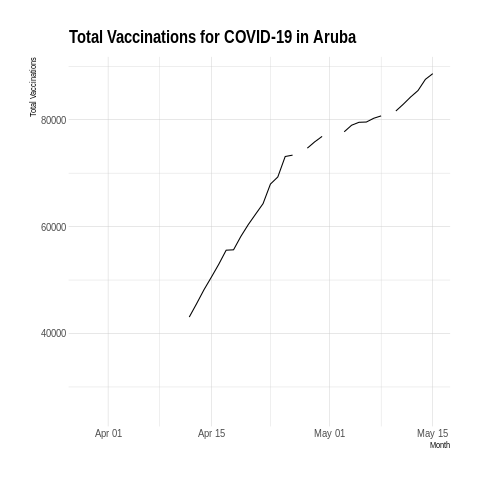 Total Vaccinations for COVID-19 in Aruba
Total Vaccinations
80000
60000
40000
Apr 01
Apr 15
May 01
May 15
Month